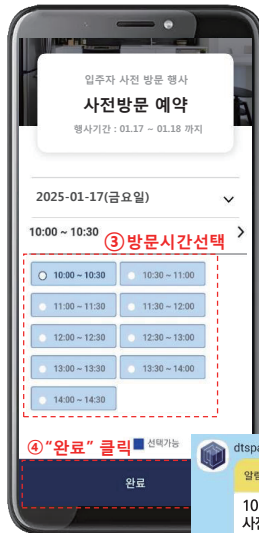 입주자 사전 방문 행사
사전방문 예약
행사기간 : 01.17 ~ 01.18 까지
2025-01-17(금요일)
10:00 ~ 10:30
③ 방문시간선택
10:00 ~ 10:30 10:30 ~ 11:00
11:00 ~ 11:30 11:30 ~ 12:00
12:00 ~ 12:30 12:30 ~ 13:00
13:00 ~ 13:30 13:30 ~ 14:00
14:00 ~ 14:30
④ "완료" 클릭 선택가능
완료
dtspa
알림
10
사전